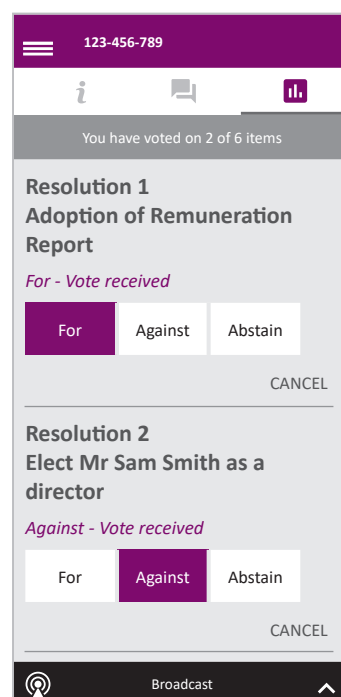 123-456-789
i
You have voted on 2 of 6 items
Resolution 1
Adoption of Remuneration
Report
For - Vote received
For Against Abstain
CANCEL
Resolution 2
Elect Mr Sam Smith as a
director
Against - Vote received
For Against Abstain
CANCEL
Broadcast